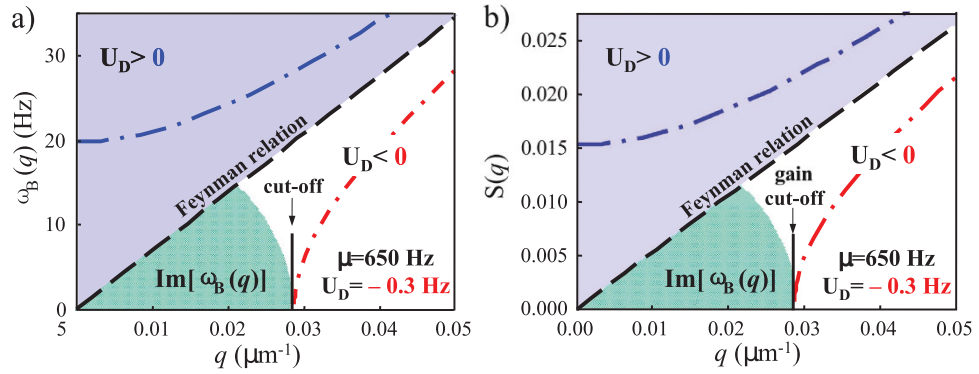 a)
U_D> 0
Feynman relation
cut-off
U_D< 0
Im[ ω_B(q)]
μ=650 Hz
U_D= − 0.3 Hz
ω_B(q) (Hz)
30
20
10
0
5
0.01
0.02
0.03
0.04
0.05
q (μm⁻¹)
b)
U_D> 0
Feynman relation
gain
cut-off
U_D< 0
Im[ ω_B(q)]
μ=650 Hz
U_D= − 0.3 Hz
S(q)
0.025
0.020
0.015
0.010
0.005
0.000
0.00
0.01
0.02
0.03
0.04
0.05
q (μm⁻¹)